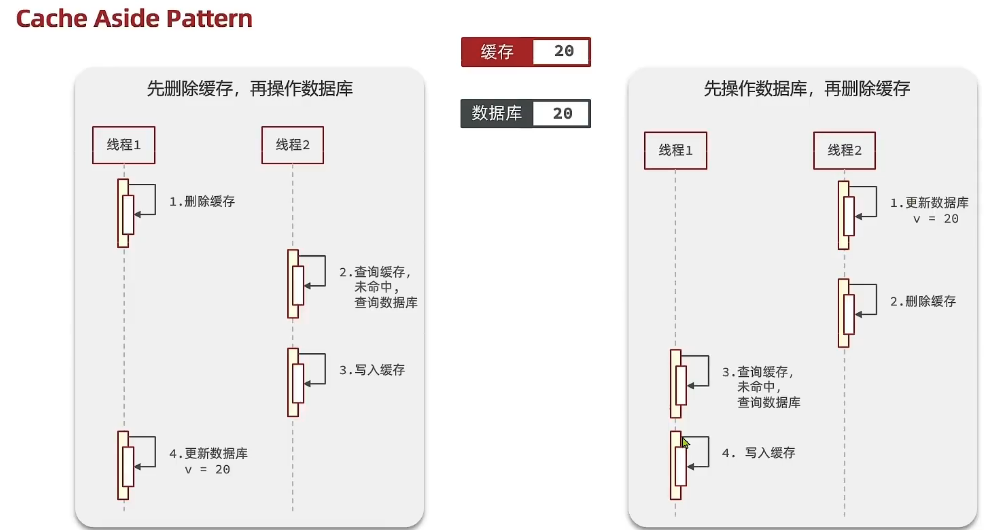 Cache Aside Pattern
缓存 20
数据库 20
先删除缓存，再操作数据库
线程1
线程2
1.删除缓存
2.查询缓存，
未命中，
查询数据库
3.写入缓存
4.更新数据库
v = 20
先操作数据库，再删除缓存
线程1
线程2
1.更新数据库
v = 20
2.删除缓存
3.查询缓存，
未命中，
查询数据库
4. 写入缓存